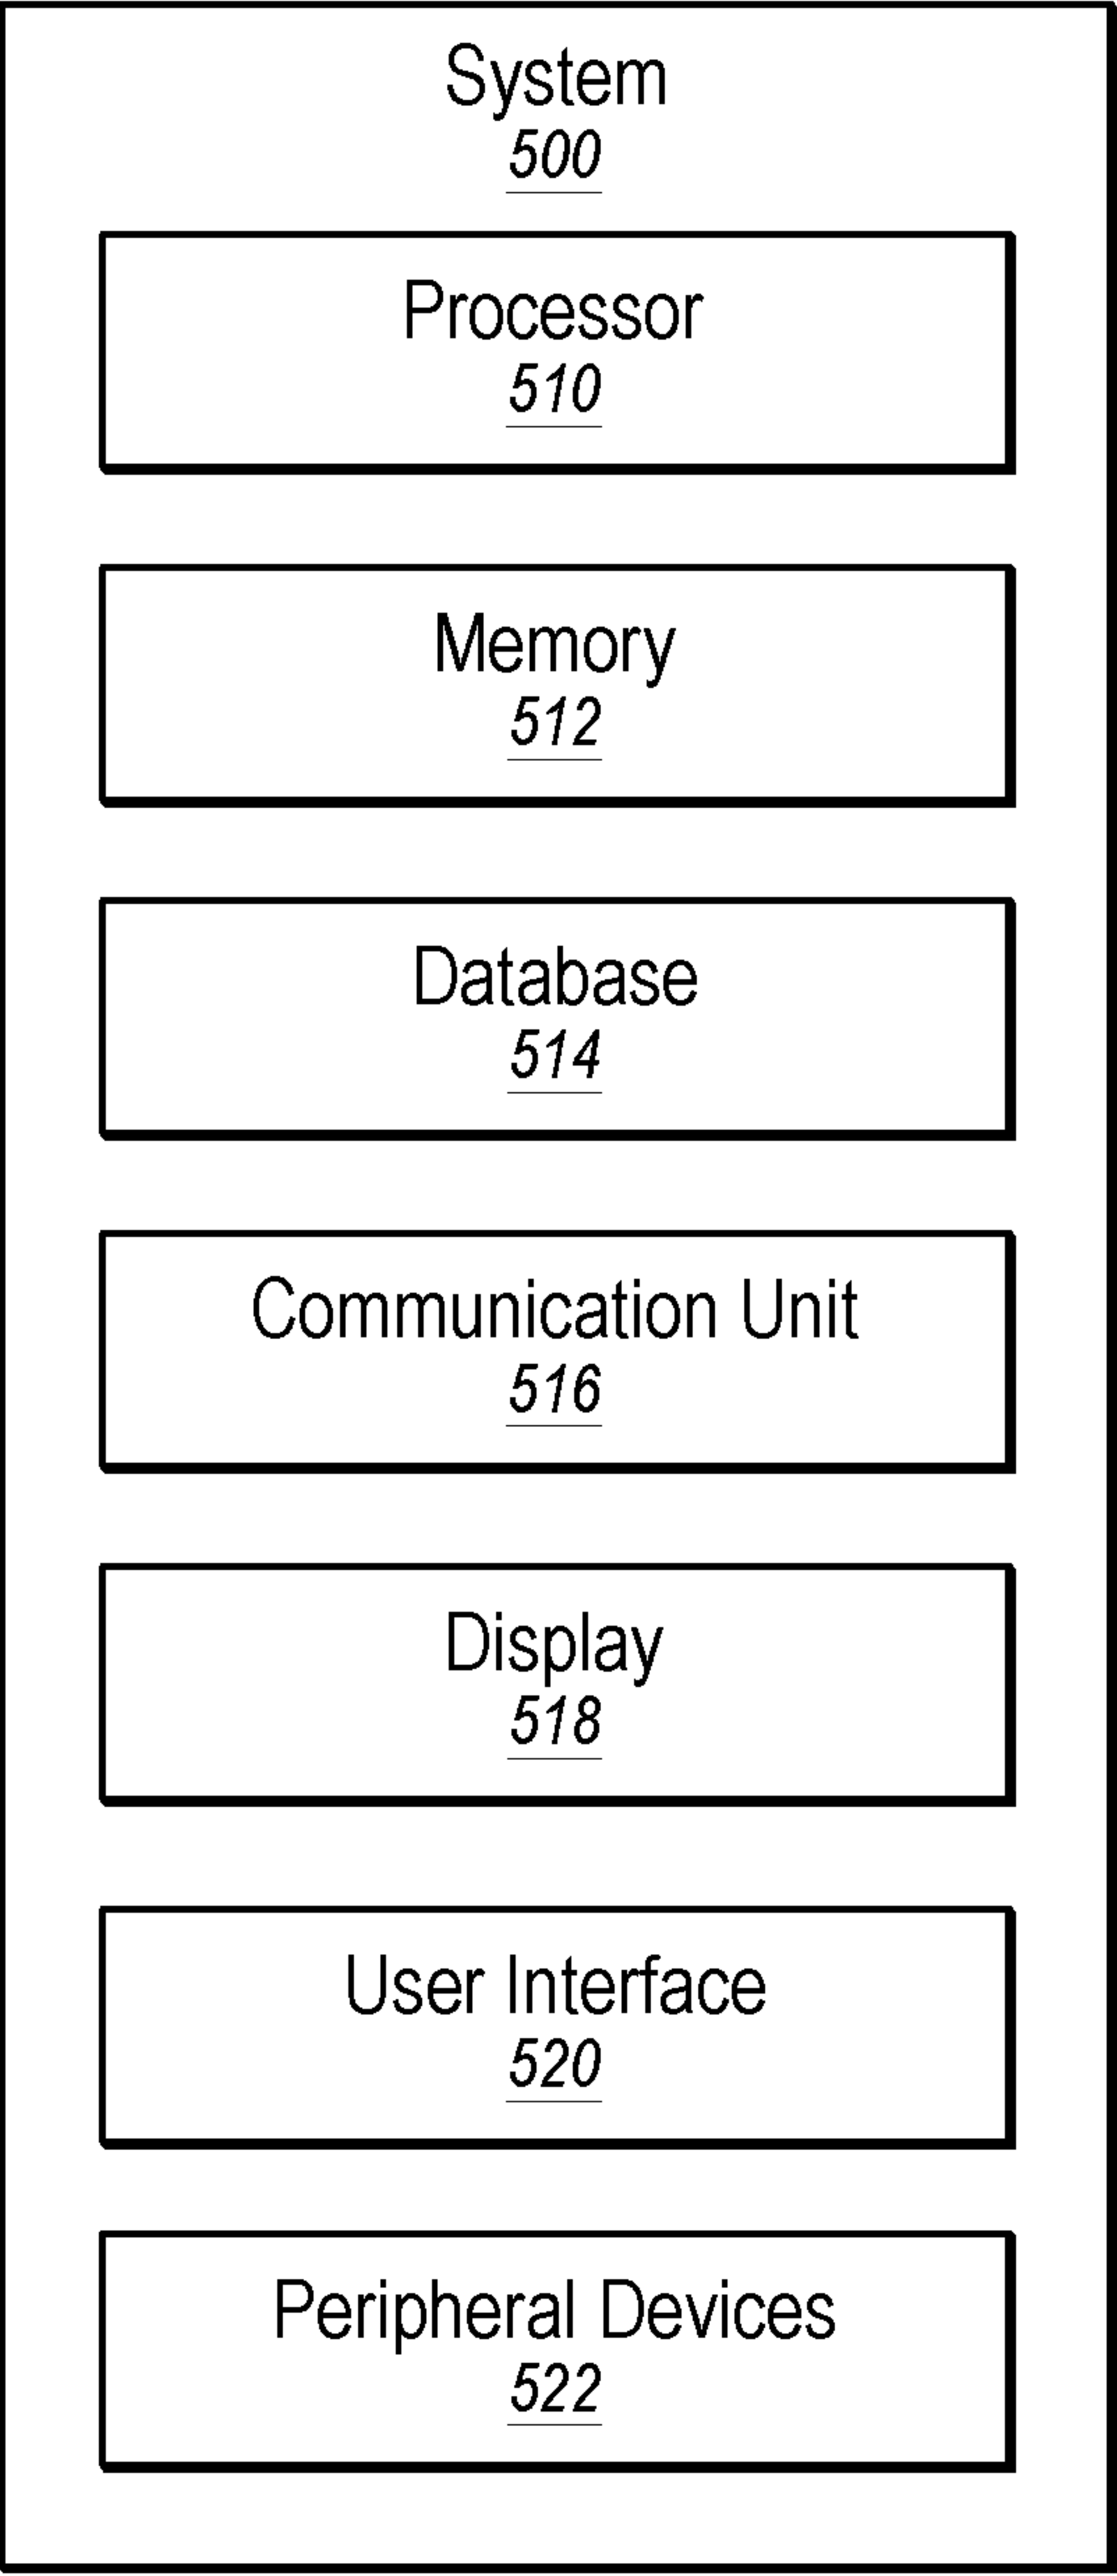 System
500
Processor
510
Memory
512
Database
514
Communication Unit
516
Display
518
User Interface
520
Peripheral Devices
522